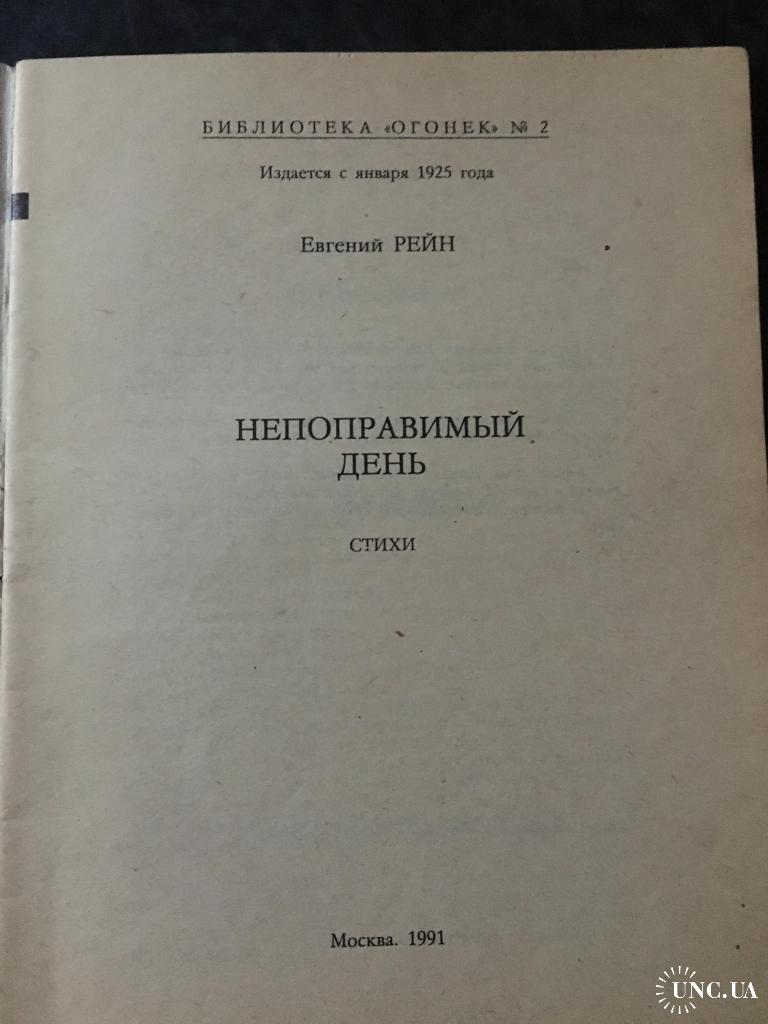 БИБЛИОТЕКА «ОГОНЕК» № 2
Издается с января 1925 года
Евгений РЕЙН
НЕПОПРАВИМЫЙ
ДЕНЬ
СТИХИ
Москва. 1991
UNC.UA